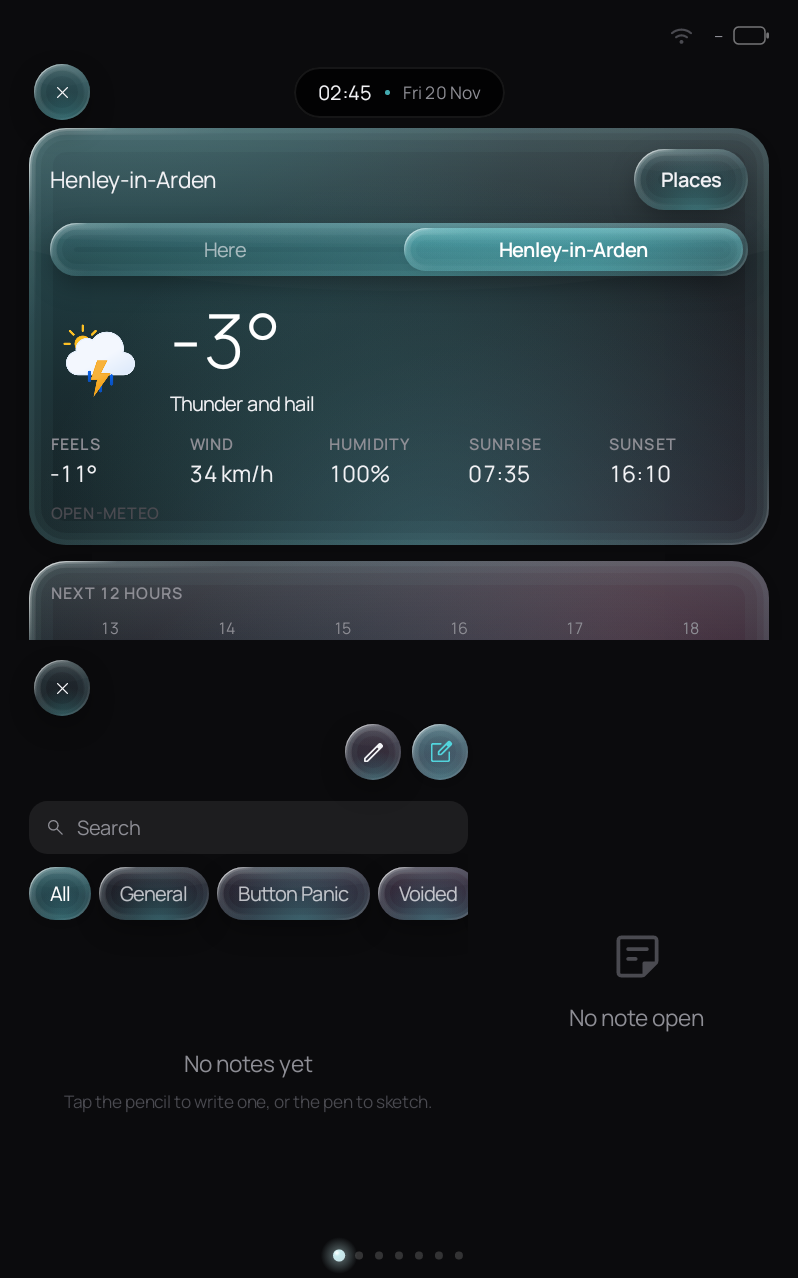 –
02:45 • Fri 20 Nov
Henley-in-Arden
Places
Here
Henley-in-Arden
-3°
Thunder and hail
FEELS WIND HUMIDITY SUNRISE SUNSET
-11° 34 km/h 100% 07:35 16:10
OPEN-METEO
NEXT 12 HOURS
13 14 15 16 17 18
Search
All General Button Panic Voided
No note open
No notes yet
Tap the pencil to write one, or the pen to sketch.